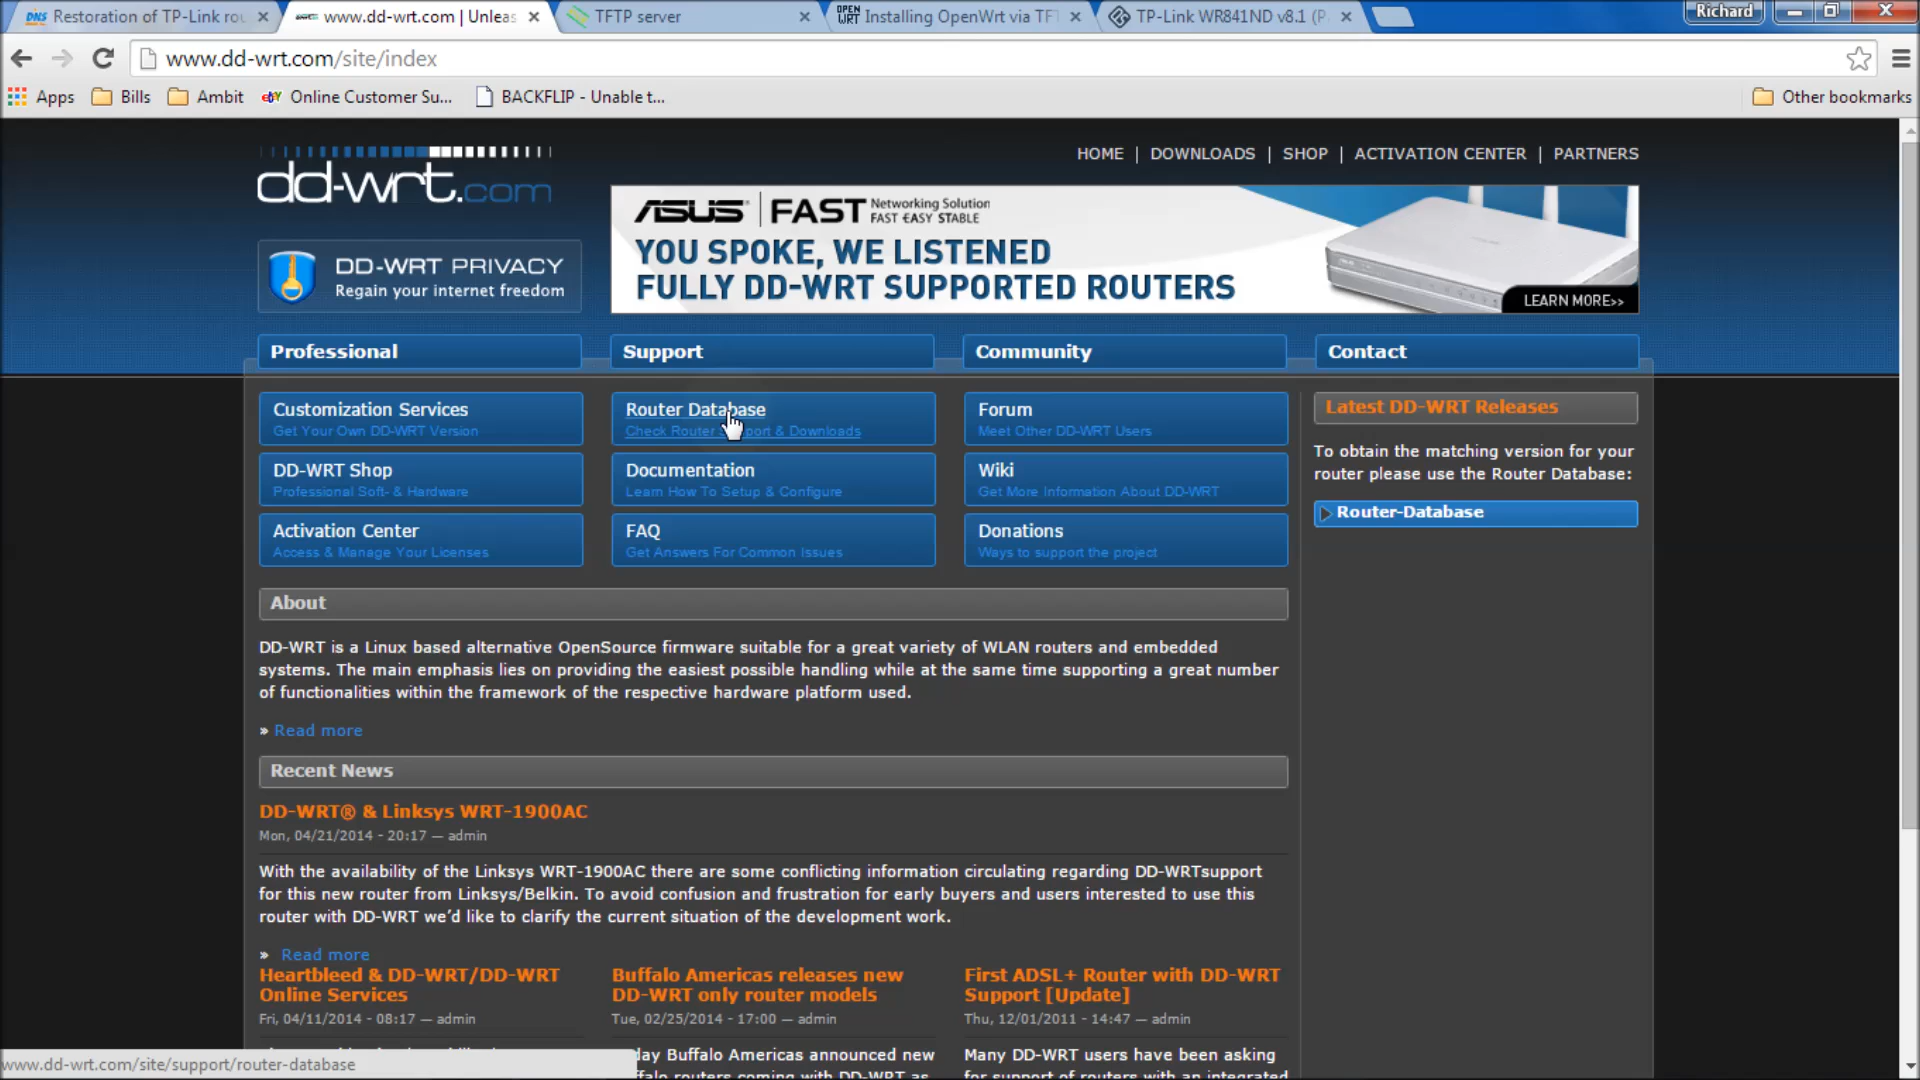 Restoration of TP-Link rou
www.dd-wrt.com | Unleas
TFTP server
Installing OpenWrt via TFT
TP-Link WR841ND v8.1 (P
Richard
www.dd-wrt.com/site/index
Apps
Bills
Ambit
Online Customer Su...
BACKFLIP - Unable t...
Other bookmarks
dd-wrt.com
HOME | DOWNLOADS | SHOP | ACTIVATION CENTER | PARTNERS
DD-WRT PRIVACY
Regain your internet freedom
ASUS | FAST Networking Solution
FAST EASY STABLE
YOU SPOKE, WE LISTENED
FULLY DD-WRT SUPPORTED ROUTERS
LEARN MORE>>
Professional
Support
Community
Contact
Customization Services
Get Your Own DD-WRT Version
Router Database
Check Router Support & Downloads
Forum
Meet Other DD-WRT Users
Latest DD-WRT Releases
To obtain the matching version for your
router please use the Router Database:
Router-Database
DD-WRT Shop
Professional Soft- & Hardware
Documentation
Learn How To Setup & Configure
Wiki
Get More Information About DD-WRT
Activation Center
Access & Manage Your Licenses
FAQ
Get Answers For Common Issues
Donations
Ways to support the project
About
DD-WRT is a Linux based alternative OpenSource firmware suitable for a great variety of WLAN routers and embedded
systems. The main emphasis lies on providing the easiest possible handling while at the same time supporting a great number
of functionalities within the framework of the respective hardware platform used.
» Read more
Recent News
DD-WRT® & Linksys WRT-1900AC
Mon, 04/21/2014 - 20:17 — admin
With the availability of the Linksys WRT-1900AC there are some conflicting information circulating regarding DD-WRTsupport
for this new router from Linksys/Belkin. To avoid confusion and frustration for early buyers and users interested to use this
router with DD-WRT we'd like to clarify the current situation of the development work.
» Read more
Heartbleed & DD-WRT/DD-WRT
Online Services
Fri, 04/11/2014 - 08:17 — admin
Buffalo Americas releases new
DD-WRT only router models
Tue, 02/25/2014 - 17:00 — admin
day Buffalo Americas announced new
First ADSL+ Router with DD-WRT
Support [Update]
Thu, 12/01/2011 - 14:47 — admin
Many DD-WRT users have been asking
www.dd-wrt.com/site/support/router-database